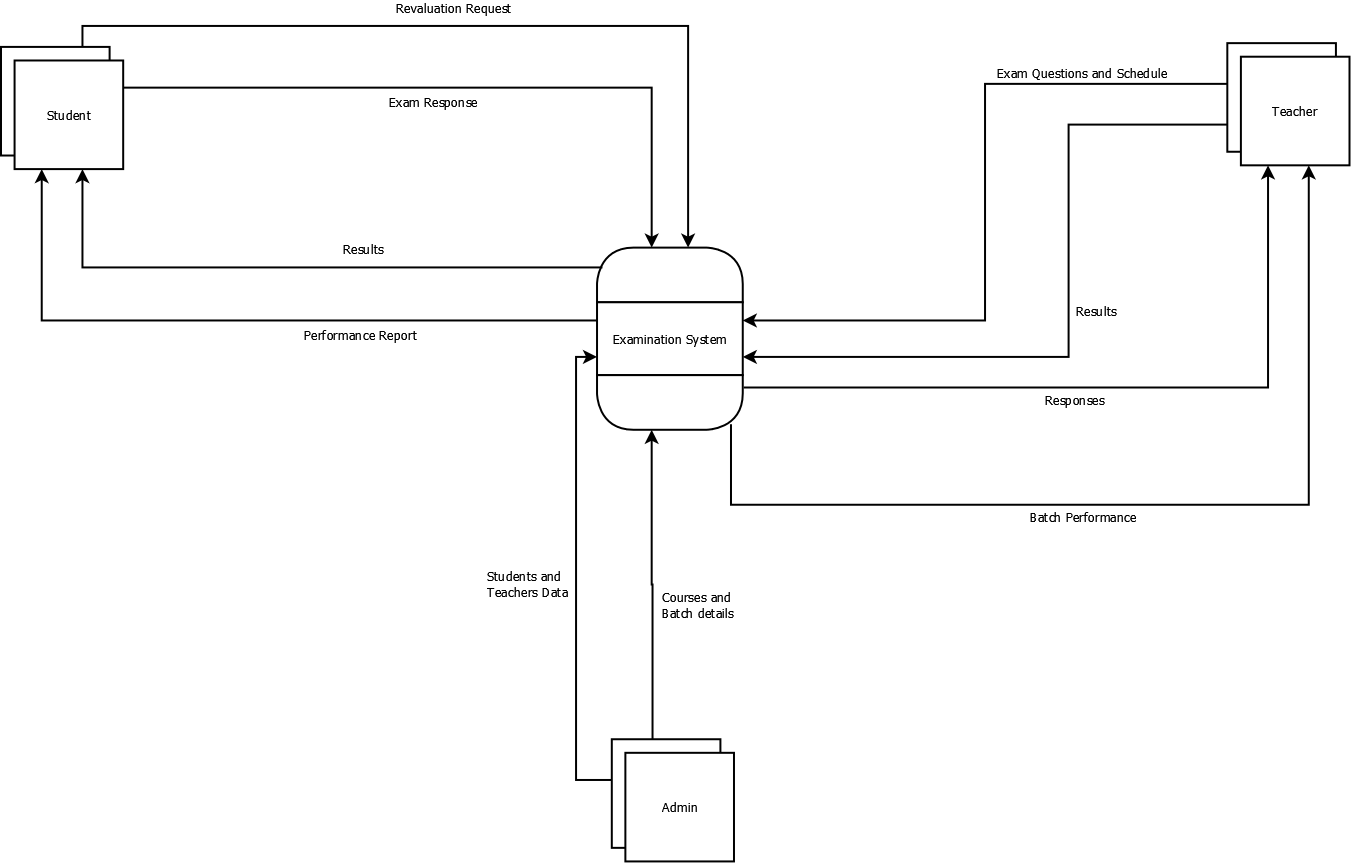 Revaluation Request
Exam Questions and Schedule
Exam Response
Teacher
Student
Results
Results
Performance Report
Examination System
Responses
Batch Performance
Students and
Teachers Data
Courses and
Batch details
Admin